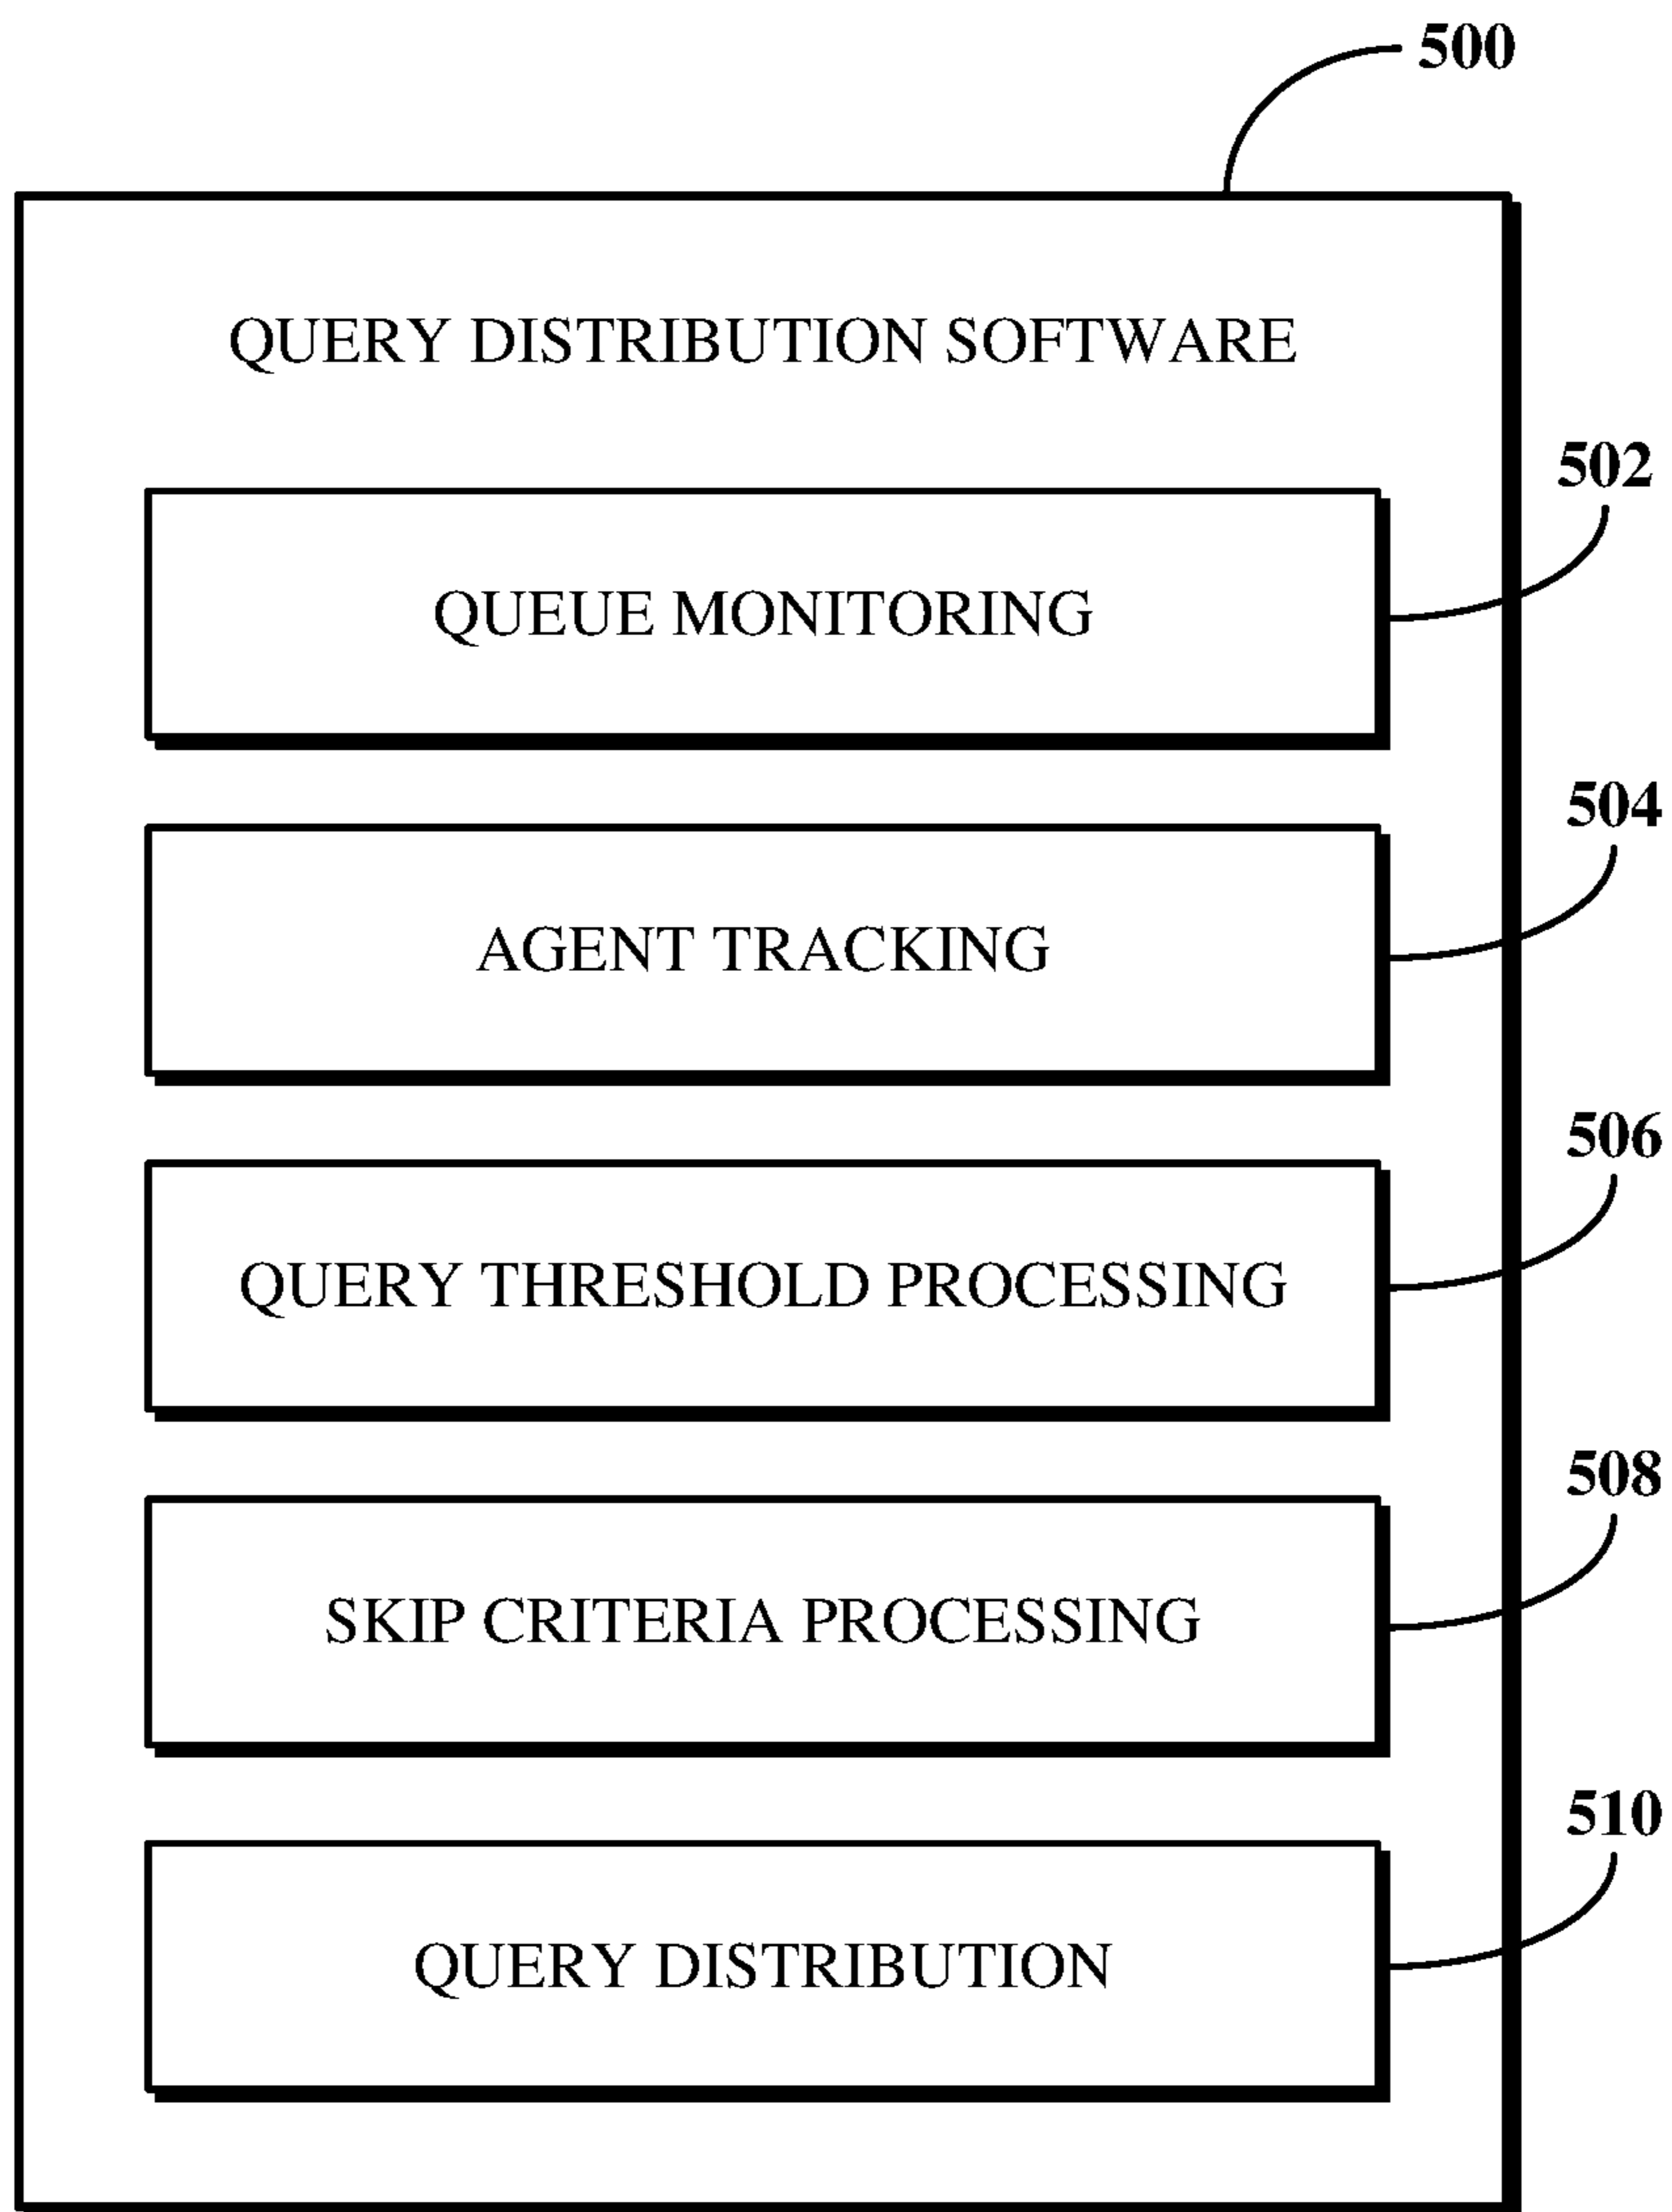 500
QUERY DISTRIBUTION SOFTWARE
502
QUEUE MONITORING
504
AGENT TRACKING
506
QUERY THRESHOLD PROCESSING
508
SKIP CRITERIA PROCESSING
510
QUERY DISTRIBUTION